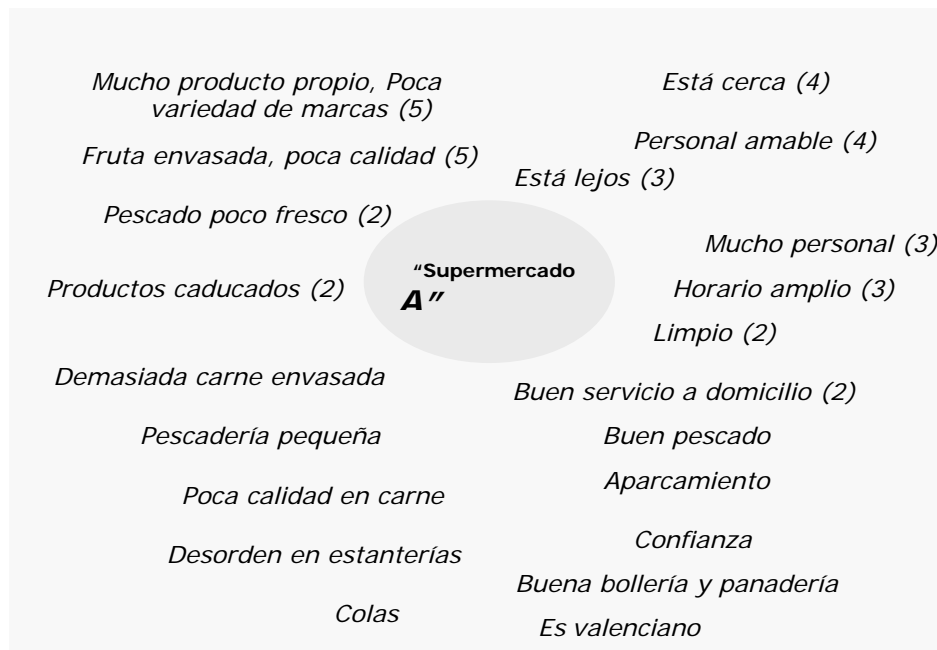 Mucho producto propio, Poca
variedad de marcas (5)
Está cerca (4)
Personal amable (4)
Fruta envasada, poca calidad (5)
Está lejos (3)
Pescado poco fresco (2)
Mucho personal (3)
"Supermercado
A"
Productos caducados (2)
Horario amplio (3)
Limpio (2)
Demasiada carne envasada
Buen servicio a domicilio (2)
Pescadería pequeña
Buen pescado
Poca calidad en carne
Aparcamiento
Desorden en estanterías
Confianza
Buena bollería y panadería
Colas
Es valenciano